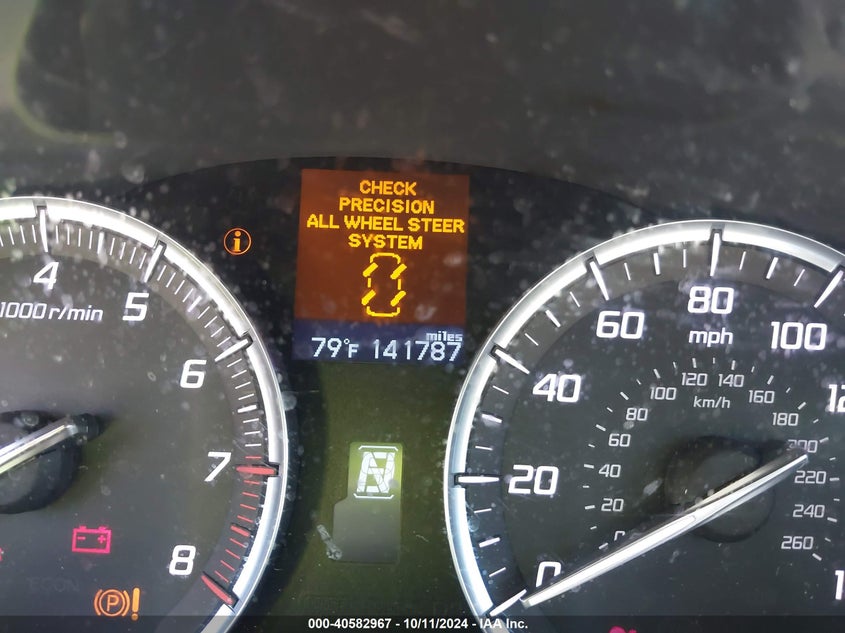 CHECK
PRECISION
ALL WHEEL STEER
SYSTEM
miles
79°F 141787
4
5
6
7
8
1000 r/min
N
ECON
(P)!
0
20
40
60
80
100
mph
km/h
20
40
60
80
100
120
140
160
180
220
240
260
000-40582967 - 10/11/2024 - IAA Inc.